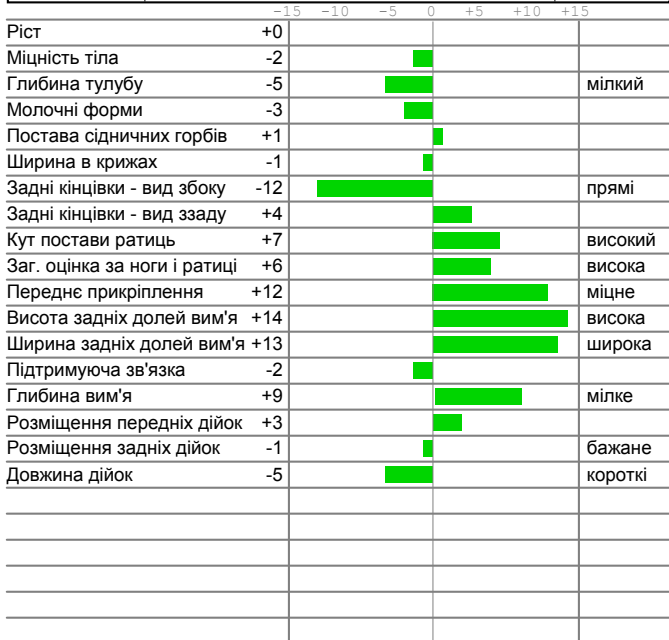 -15 -10 -5 0 +5 +10 +15
Ріст +0
Міцність тіла -2
Глибина тулубу -5 мілкий
Молочні форми -3
Постава сідничних горбів +1
Ширина в крижах -1
Задні кінцівки - вид збоку -12 прямі
Задні кінцівки - вид ззаду +4
Кут постави ратиць +7 високий
Заг. оцінка за ноги і ратиці +6 висока
Переднє прикріплення +12 міцне
Висота задніх долей вим'я +14 висока
Ширина задніх долей вим'я +13 широка
Підтримуюча зв'язка -2
Глибина вим'я +9 мілке
Розміщення передніх дійок +3
Розміщення задніх дійок -1 бажане
Довжина дійок -5 короткі